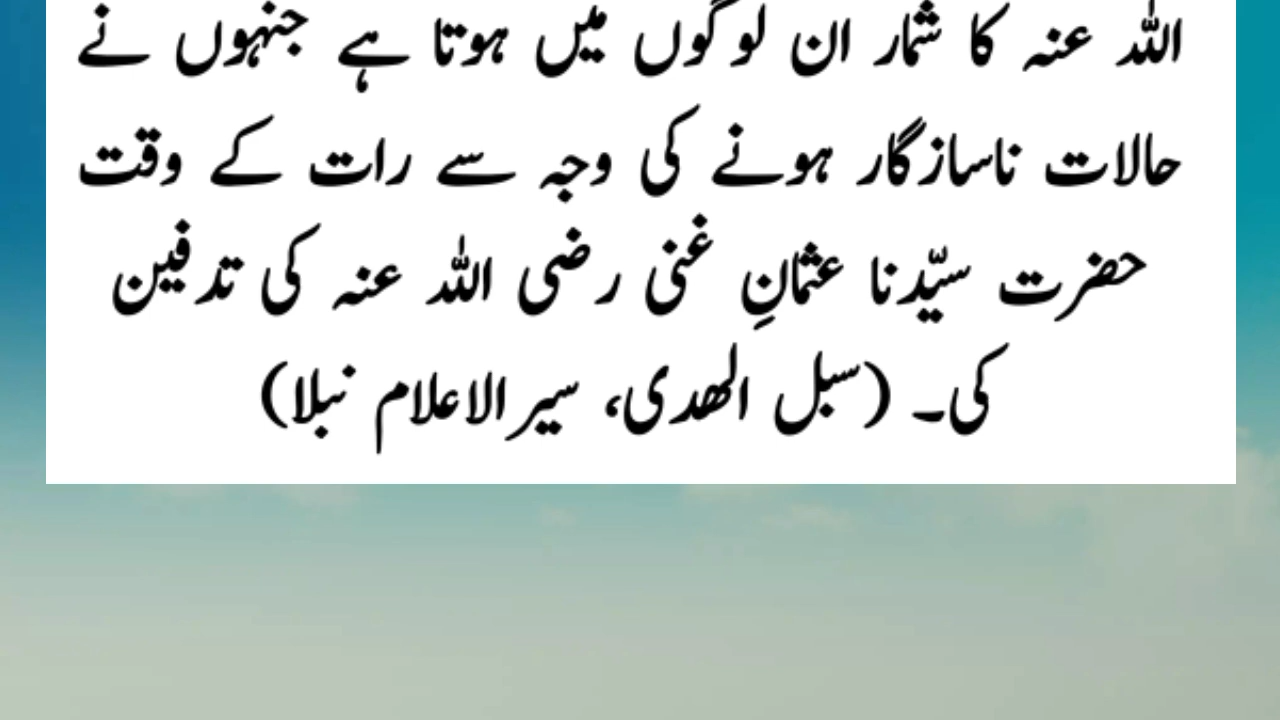 اللہ عنہ کا شمار ان لوگوں میں ہوتا ہے جنہوں نے
حالات ناسازگار ہونے کی وجہ سے رات کے وقت
حضرت سیّدنا عثمانِ غنی رضی اللہ عنہ کی تدفین
کی۔ (سبل الھدی، سیر الاعلام نبلا)